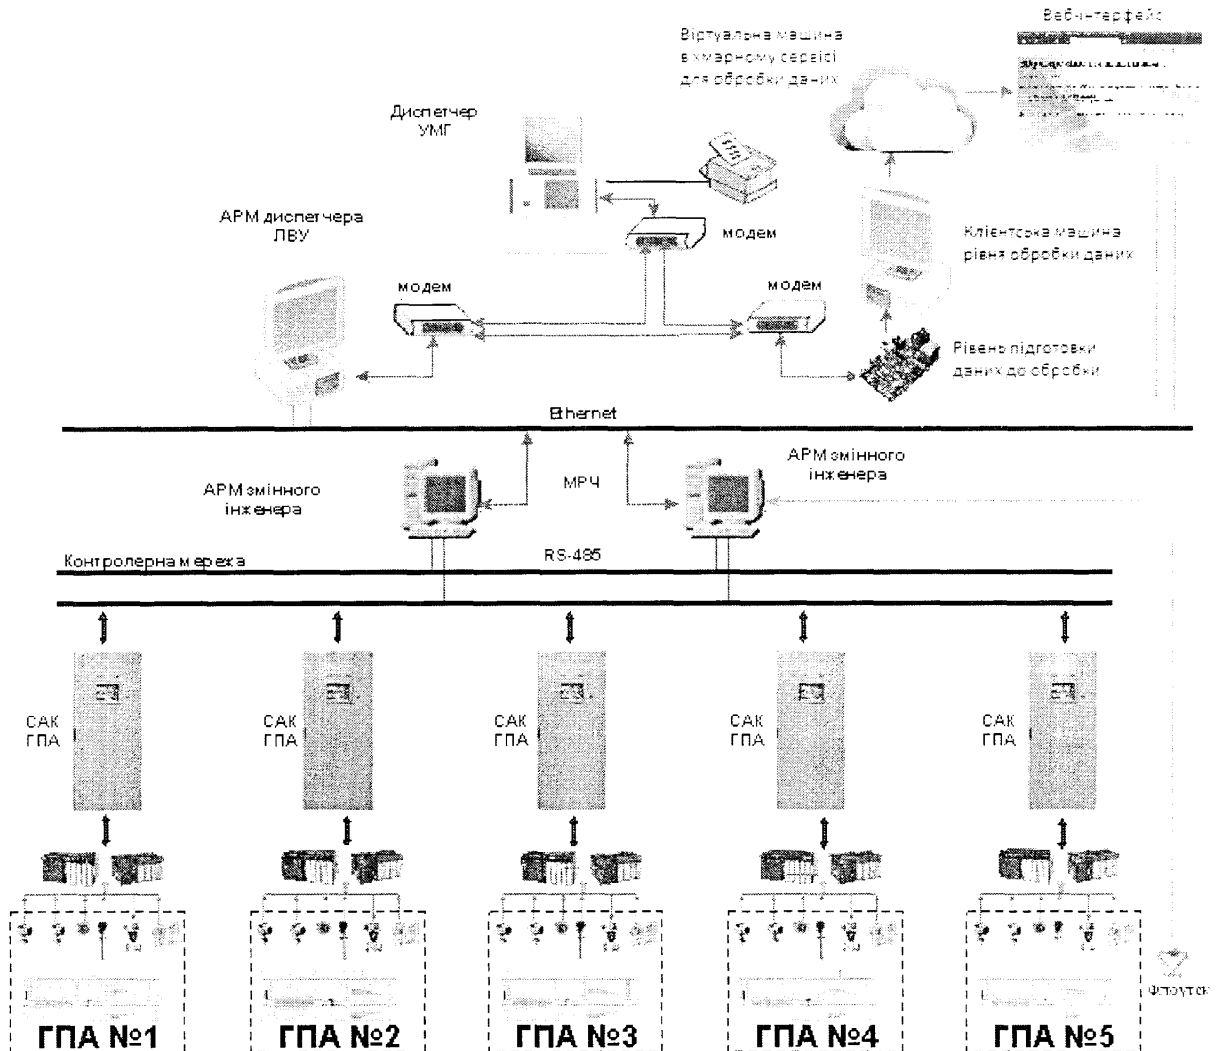 Веб-інтерфейс
Віртуальна машина
в хмарному сервісі
для обробки даних
Диспетчер
УМГ
АРМ диспетчера
ЛВУ
модем
Клієнтська машина
рівня обробки даних
модем
модем
Рівень підготовки
даних до обробки
Ethernet
АРМ змінного
інженера
МРЧ
АРМ змінного
інженера
Контролерна мережа
RS-485
САК
ГПА
САК
ГПА
САК
ГПА
САК
ГПА
САК
ГПА
ГПА №1
ГПА №2
ГПА №3
ГПА №4
ГПА №5